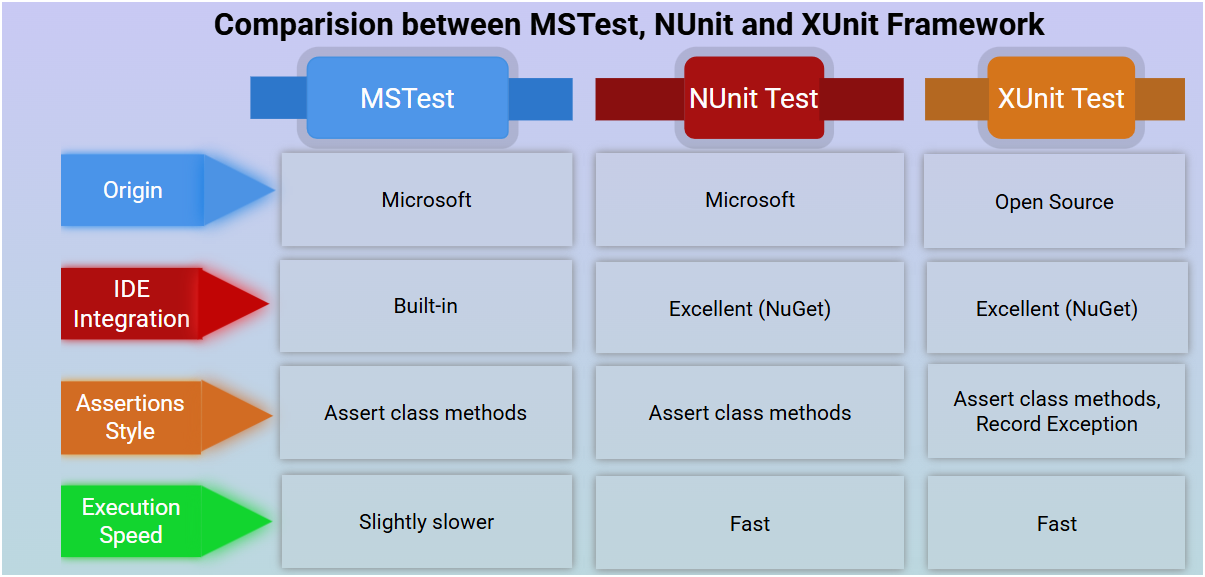 Comparision between MSTest, NUnit and XUnit Framework
MSTest
NUnit Test
XUnit Test
Origin
Microsoft
Microsoft
Open Source
IDE
Integration
Built-in
Excellent (NuGet)
Excellent (NuGet)
Assertions
Style
Assert class methods
Assert class methods
Assert class methods,
Record Exception
Execution
Speed
Slightly slower
Fast
Fast